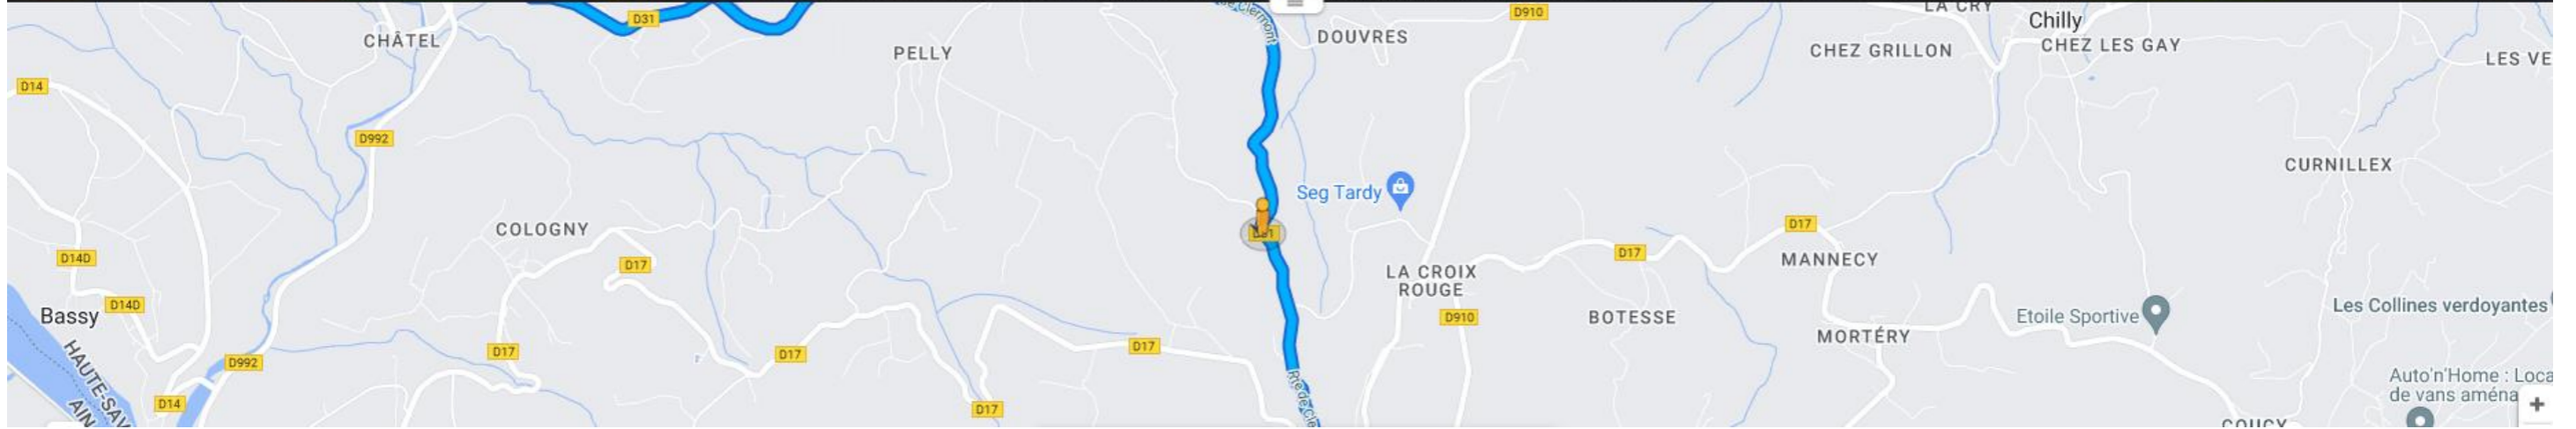 D31
D910
LA CRY
Chilly
CHÂTEL
PELLY
DOUVRES
CHEZ GRILLON
CHEZ LES GAY
D14
D992
CURNILLEX
Seg Tardy
COLOGNY
D17
D17
D14D
D17
MANNECY
LA CROIX
ROUGE
D14D
Bassy
D910
BOTESSE
Etoile Sportive
Les Collines verdoyantes
MORTÉRY
D17
D17
D17
D992
HAUTE-SAV
AIN
Auto'n'Home : Loca
de vans aména
D14
D17
COUCY